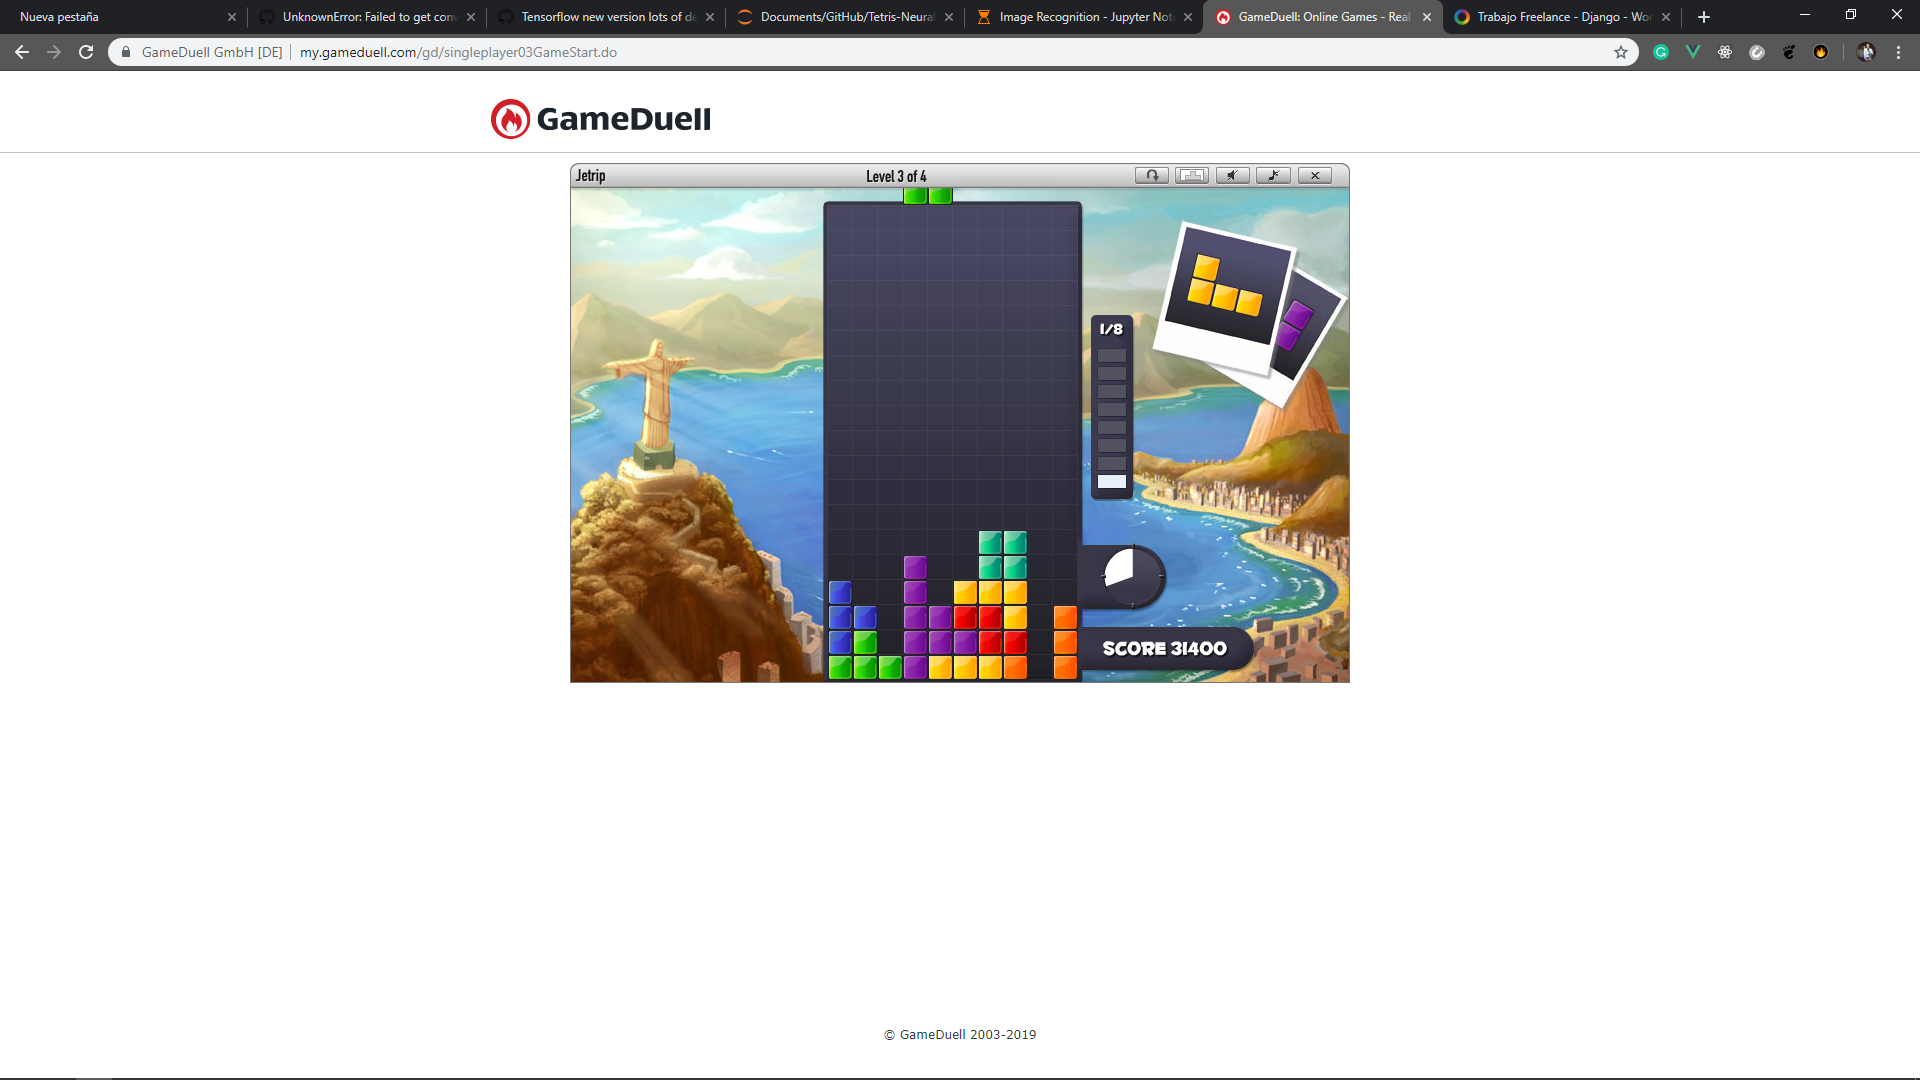 Nueva pestaña
UnknownError: Failed to get con
Tensorflow new version lots of de
Documents/GitHub/Tetris-Neural
Image Recognition - Jupyter Not
GameDuell: Online Games - Real
Trabajo Freelance - Django - Wor
GameDuell GmbH [DE]
my.gameduell.com/gd/singleplayer03GameStart.do
GameDuell
Jetrip
Level 3 of 4
1/8
SCORE 31400
© GameDuell 2003-2019